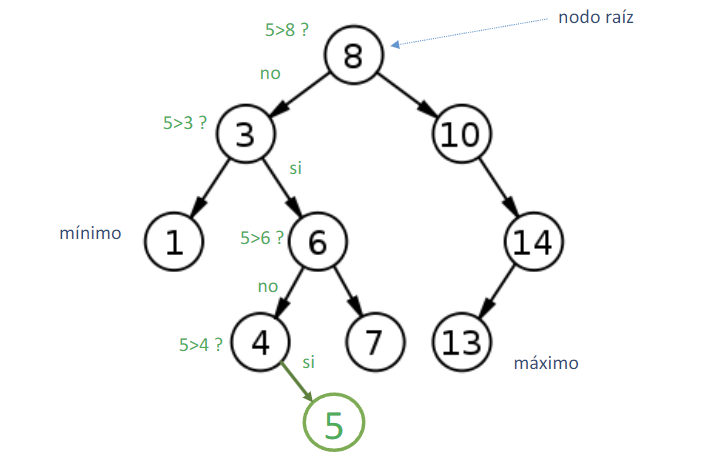 nodo raíz
5>8 ?
8
no
5>3 ?
3
10
si
mínimo
1
5>6 ?
6
14
no
5>4 ?
4
7
13
si
máximo
5